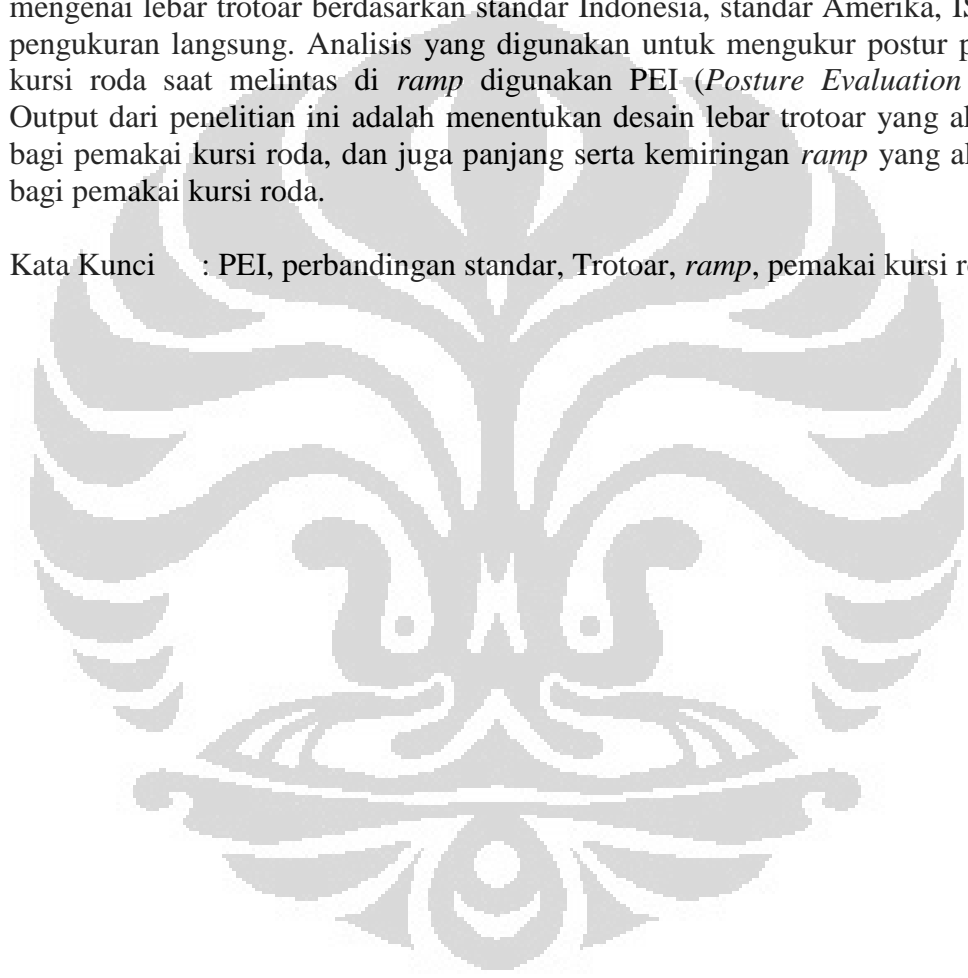 mengenai lebar trotoar berdasarkan standar Indonesia, standar Amerika,
pengukuran langsung. Analisis yang digunakan untuk mengukur postur
kursi roda saat melintas di ramp digunakan PEI (Posture Evaluation
Output dari penelitian ini adalah menentukan desain lebar trotoar yang
bagi pemakai kursi roda, dan juga panjang serta kemiringan ramp yang
bagi pemakai kursi roda.
Kata Kunci : PEI, perbandingan standar, Trotoar, ramp, pemakai kursi